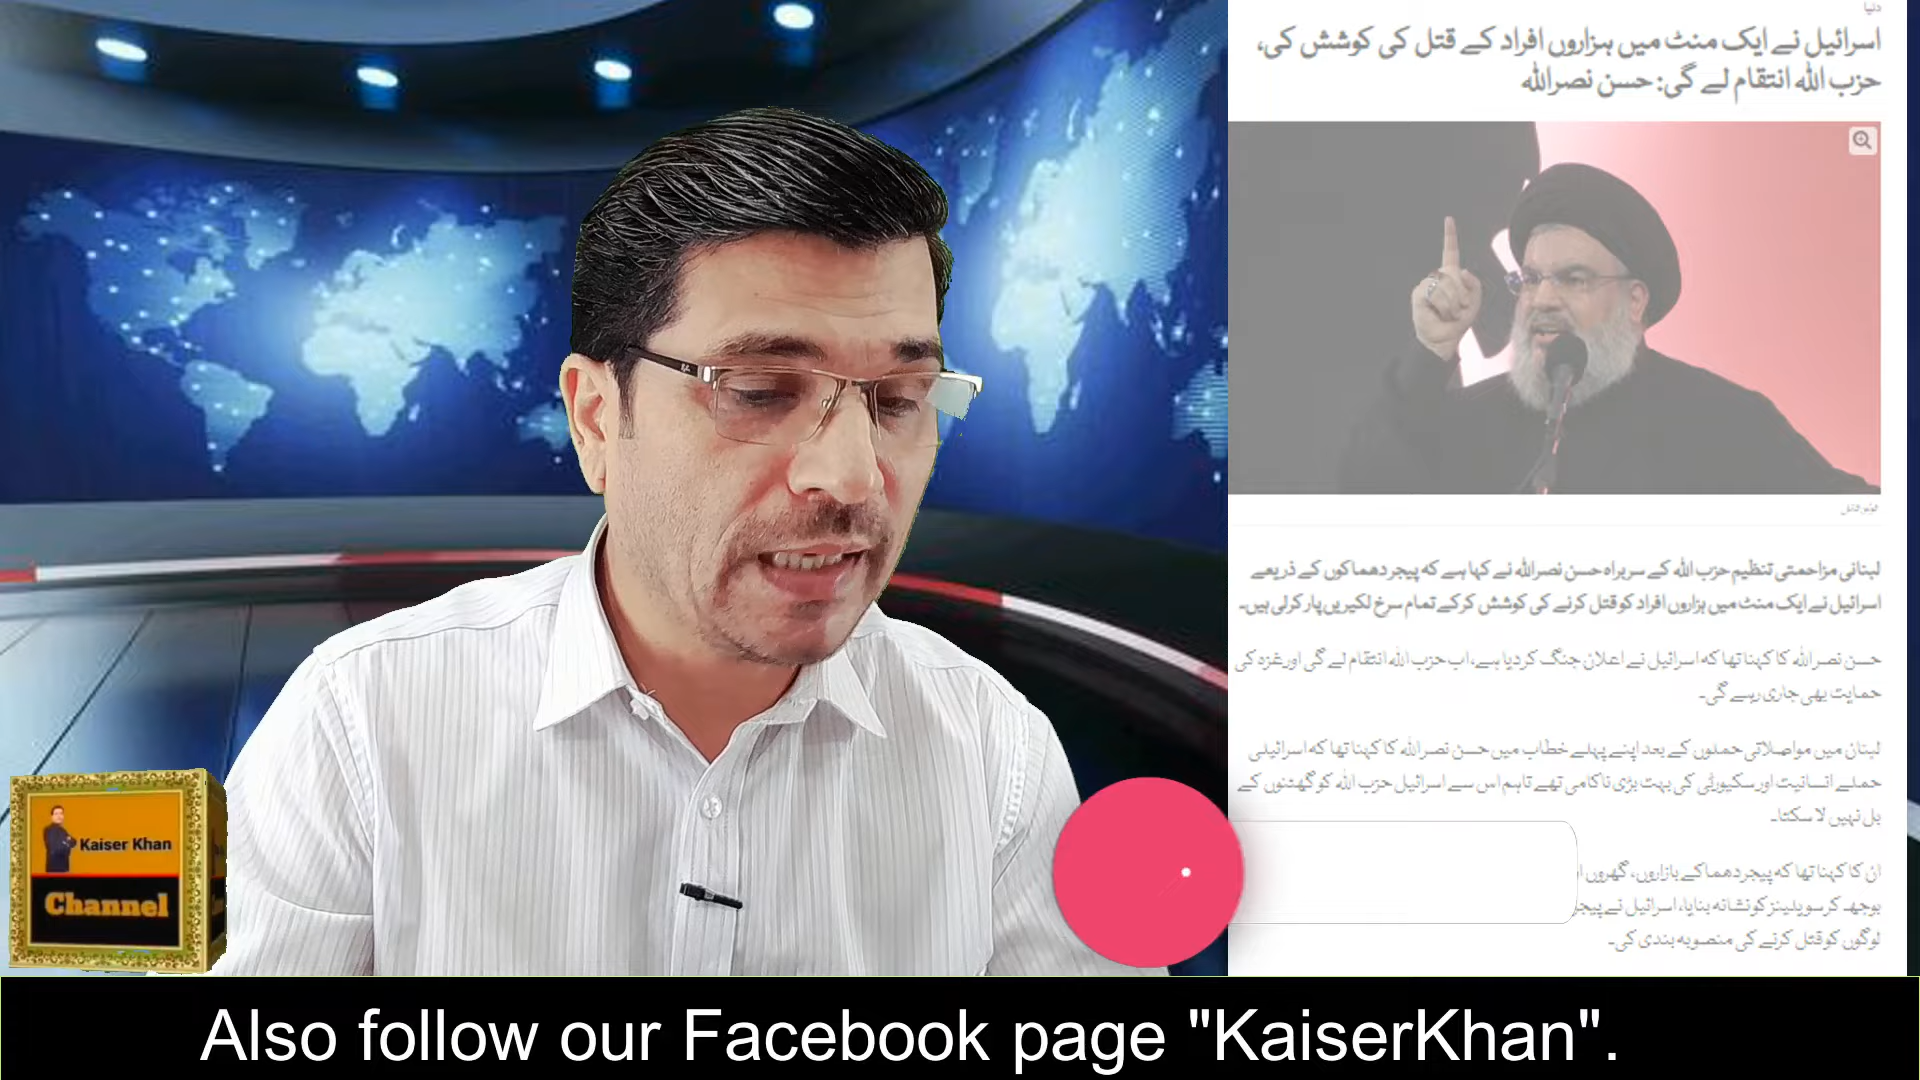 دنیا
اسرائیل نے ایک منٹ میں ہزاروں افراد کے قتل کی کوشش کی،
حزب اللہ انتقام لے گی: حسن نصراللہ
فوٹو: فائل
لبنانی مزاحمتی تنظیم حزب اللہ کے سربراہ حسن نصراللہ نے کہا ہے کہ پیجر دھماکوں کے ذریعے
اسرائیل نے ایک منٹ میں ہزاروں افراد کو قتل کرنے کی کوشش کر کے تمام سرخ لکیریں پار کرلی ہیں۔
حسن نصر اللہ کا کہنا تھا کہ اسرائیل نے اعلان جنگ کردیا ہے، اب حزب اللہ انتقام لے گی اور غزہ کی
حمایت بھی جاری رہے گی۔
لبنان میں مواصلاتی حملوں کے بعد اپنے پہلے خطاب میں حسن نصر اللہ کا کہنا تھا کہ اسرائیلی
حملے انسانیت اور سکیورٹی کی بہت بڑی ناکامی تھے تاہم اس سے اسرائیل حزب اللہ کو گھٹنوں کے
بل نہیں لا سکتا۔
ان کا کہنا تھا کہ پیجر دھماکے بازاروں، گھروں
بوجھ کر سویلینز کو نشانہ بنایا، اسرائیل نے پیجر
لوگوں کو قتل کرنے کی منصوبہ بندی کی۔
Kaiser Khan
Channel
Also follow our Facebook page "KaiserKhan".